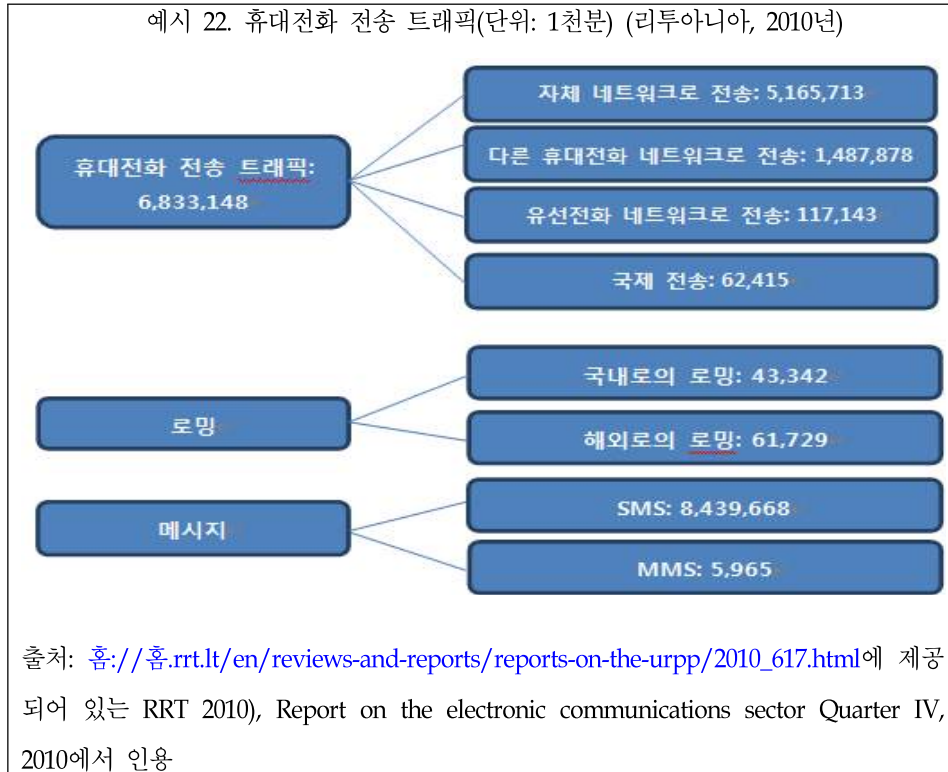 예시 22. 휴대전화 전송 트래픽(단위: 1천분) (리투아니아, 2010년)
휴대전화 전송 트래픽:
6,833,148
자체 네트워크로 전송: 5,165,713
다른 휴대전화 네트워크로 전송: 1,487,878
유선전화 네트워크로 전송: 117,143
국제 전송: 62,415
로밍
국내로의 로밍: 43,342
해외로의 로밍: 61,729
메시지
SMS: 8,439,668
MMS: 5,965
출처: 홈://홈.rrt.lt/en/reviews-and-reports/reports-on-the-urpp/2010_617.html에 제공
되어 있는 RRT 2010), Report on the electronic communications sector Quarter IV,
2010에서 인용